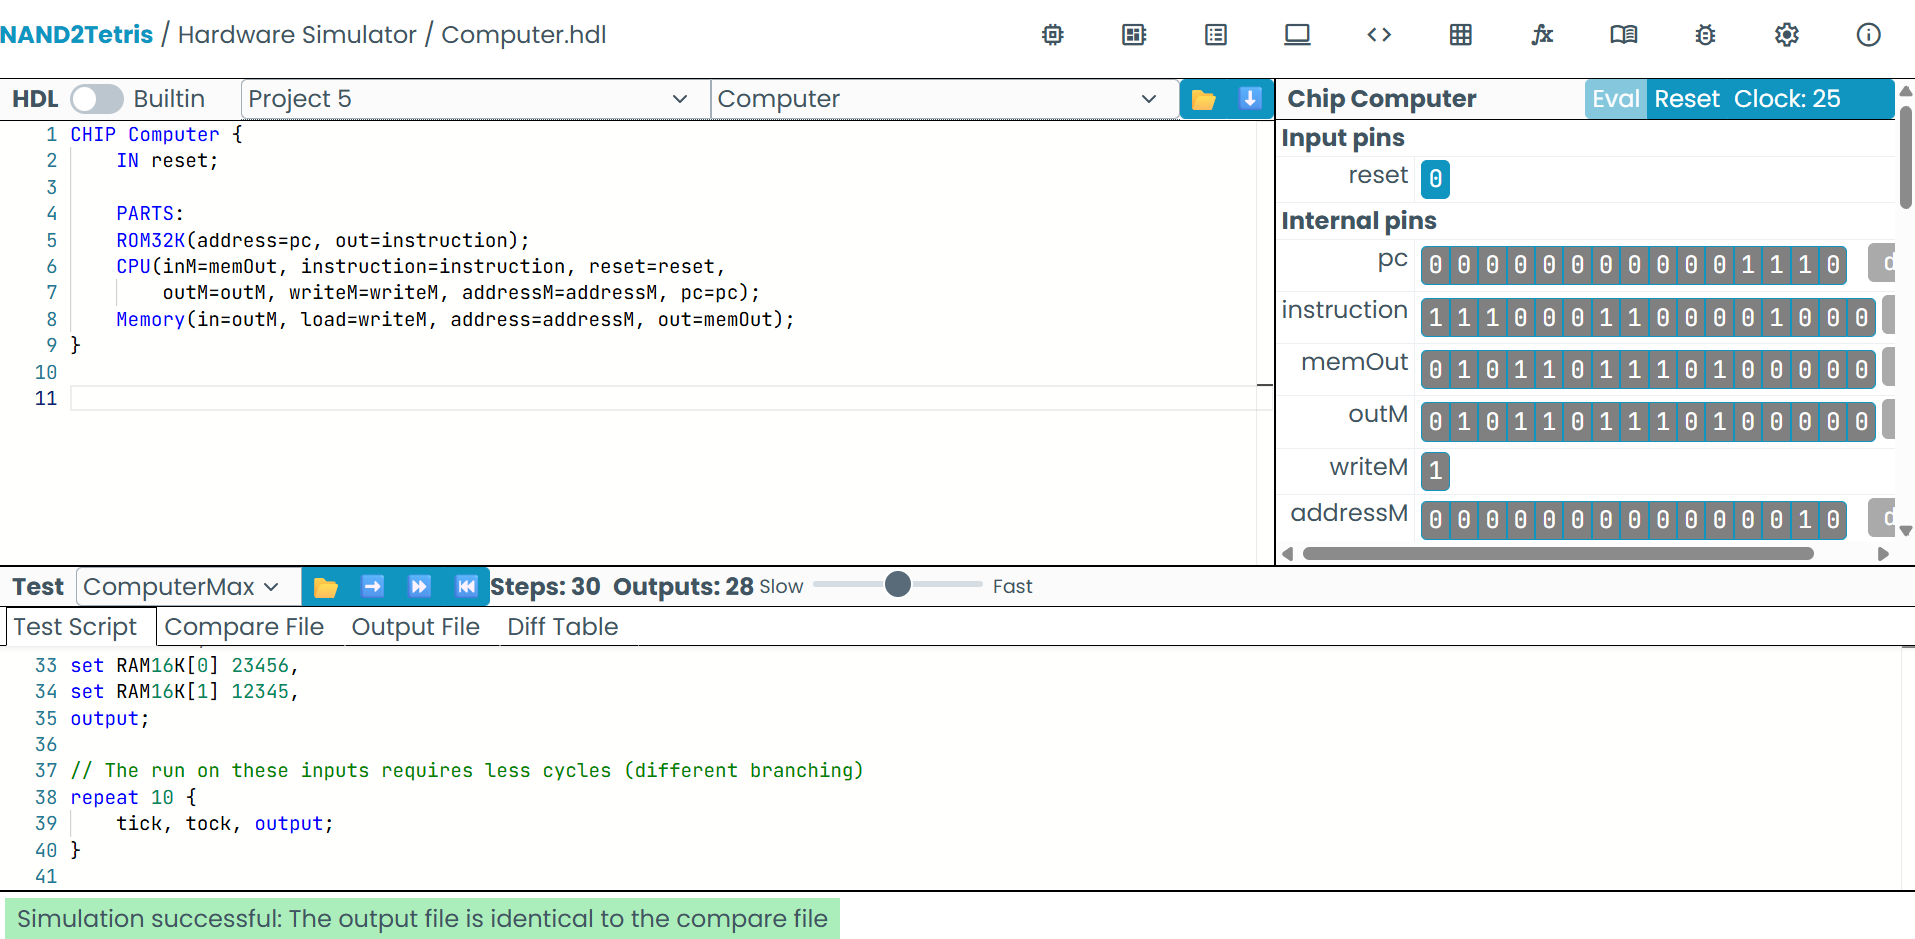 NAND2Tetris / Hardware Simulator / Computer.hdl
HDL Builtin Project 5 Computer
1 CHIP Computer {
2 IN reset;
3
4 PARTS:
5 ROM32K(address=pc, out=instruction);
6 CPU(inM=memOut, instruction=instruction, reset=reset,
7 outM=outM, writeM=writeM, addressM=addressM, pc=pc);
8 Memory(in=outM, load=writeM, address=addressM, out=memOut);
9 }
10
11
Chip Computer Eval Reset Clock: 25
Input pins
reset 0
Internal pins
pc 0 0 0 0 0 0 0 0 0 0 0 1 1 1 0 d
instruction 1 1 1 0 0 0 1 1 0 0 0 0 1 0 0 0
memOut 0 1 0 1 1 0 1 1 1 0 1 0 0 0 0 0
outM 0 1 0 1 1 0 1 1 1 0 1 0 0 0 0 0
writeM 1
addressM 0 0 0 0 0 0 0 0 0 0 0 0 0 1 0 d
Test ComputerMax Steps: 30 Outputs: 28 Slow Fast
Test Script Compare File Output File Diff Table
33 set RAM16K[0] 23456,
34 set RAM16K[1] 12345,
35 output;
36
37 // The run on these inputs requires less cycles (different branching)
38 repeat 10 {
39 tick, tock, output;
40 }
41
Simulation successful: The output file is identical to the compare file